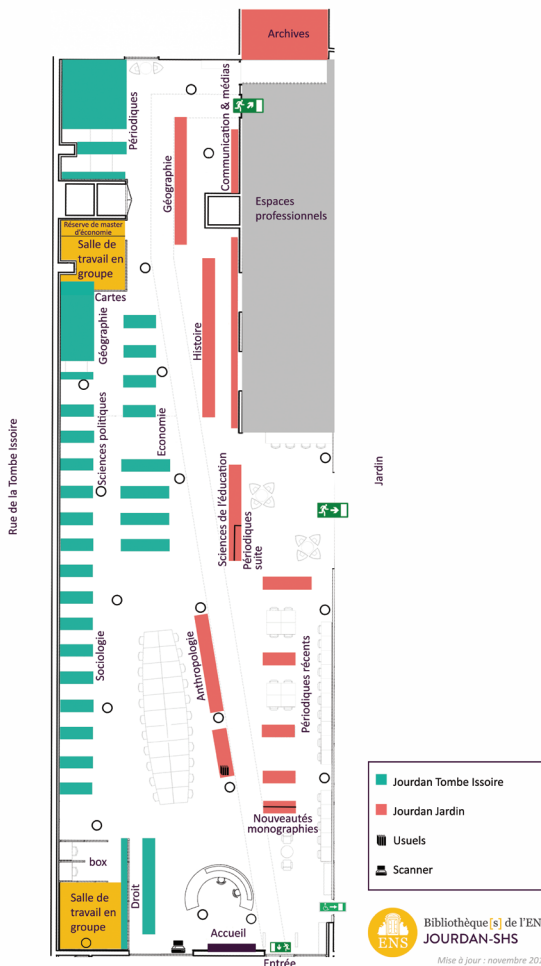 Archives
Communication & médias
Périodiques
Géographie
Espaces
professionnels
Réserve de master
d'économie
Salle de
travail en
groupe
Cartes
Géographie
Histoire
Sciences politiques
Economie
Rue de la Tombe Issoire
Jardin
Sciences de l'éducation
Périodiques
suite
Sociologie
Anthropologie
Périodiques récents
Nouveautés
monographies
box
Droit
Salle de
travail en
groupe
Accueil
Entrée
Jourdan Tombe Issoire
Jourdan Jardin
Usuels
Scanner
ENS
Bibliothèque[s] de l'EN
JOURDAN-SHS
Mise à jour : novembre 20